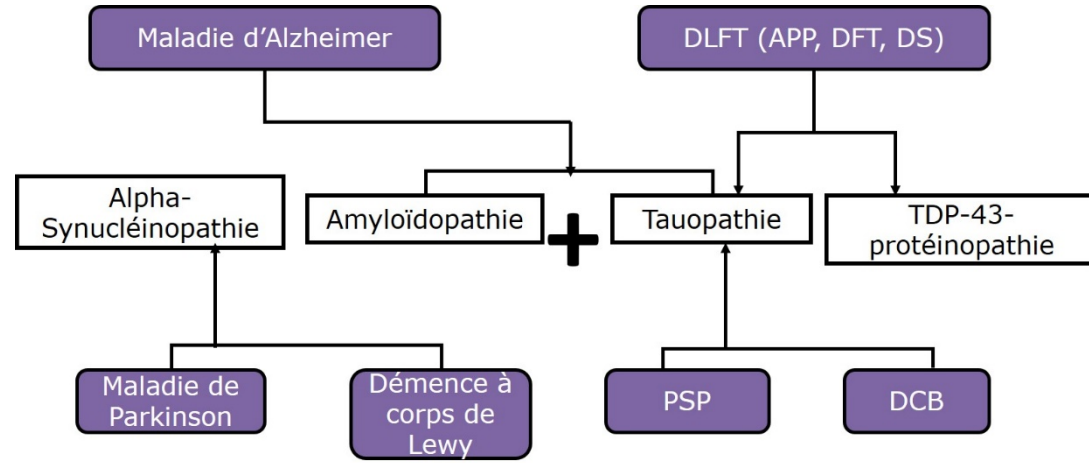 Maladie d'Alzheimer
DLFT (APP, DFT, DS)
Alpha-
Synucléinopathie
Amyloïdopathie
+
Tauopathie
TDP-43-
protéinopathie
Maladie de
Parkinson
Démence à
corps de
Lewy
PSP
DCB